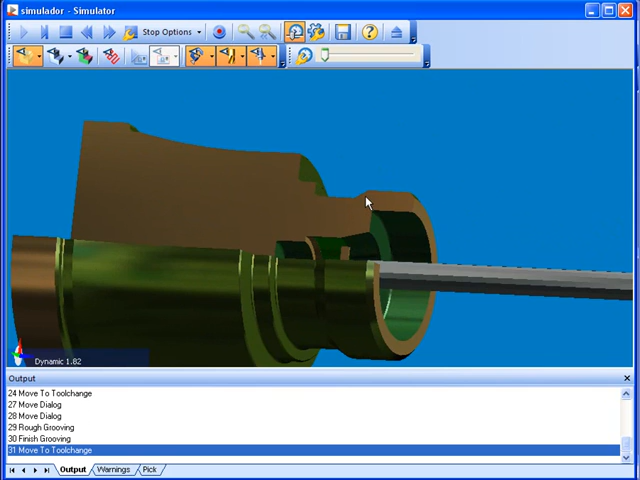 simulador - Simulator
Stop Options
Dynamic 1.82
Output
24 Move To Toolchange
27 Move Dialog
28 Move Dialog
29 Rough Grooving
30 Finish Grooving
31 Move To Toolchange
Output Warnings Pick